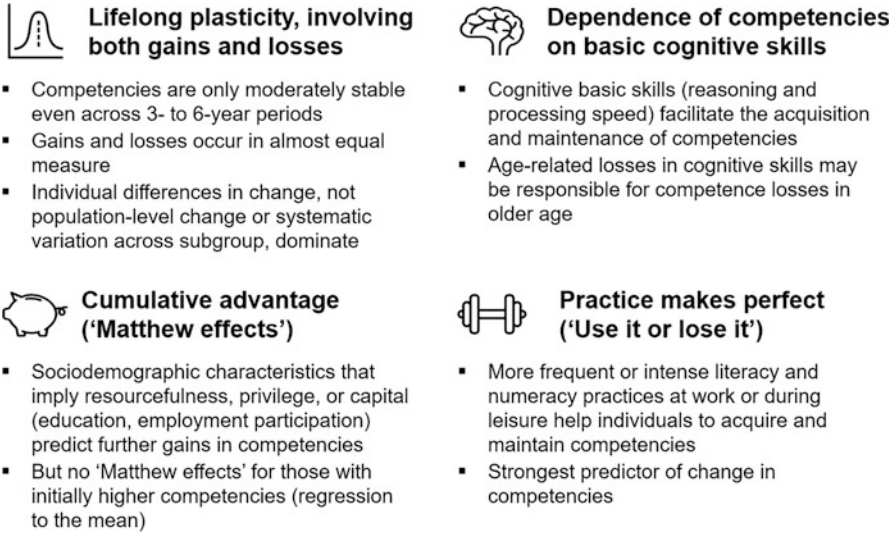 Lifelong plasticity, involving
both gains and losses
▪ Competencies are only moderately stable
even across 3- to 6-year periods
▪ Gains and losses occur in almost equal
measure
▪ Individual differences in change, not
population-level change or systematic
variation across subgroup, dominate
Dependence of competencies
on basic cognitive skills
▪ Cognitive basic skills (reasoning and
processing speed) facilitate the acquisition
and maintenance of competencies
▪ Age-related losses in cognitive skills may
be responsible for competence losses in
older age
Cumulative advantage
(‘Matthew effects’)
▪ Sociodemographic characteristics that
imply resourcefulness, privilege, or capital
(education, employment participation)
predict further gains in competencies
▪ But no ‘Matthew effects’ for those with
initially higher competencies (regression
to the mean)
Practice makes perfect
(‘Use it or lose it’)
▪ More frequent or intense literacy and
numeracy practices at work or during
leisure help individuals to acquire and
maintain competencies
▪ Strongest predictor of change in
competencies